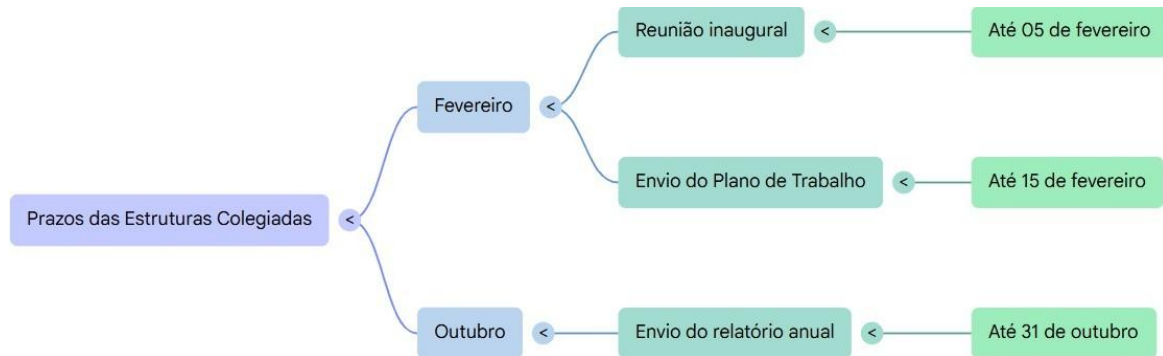 Prazos das Estruturas Colegiadas <
Fevereiro <
Reunião inaugural <
Até 05 de fevereiro
Envio do Plano de Trabalho <
Até 15 de fevereiro
Outubro <
Envio do relatório anual <
Até 31 de outubro